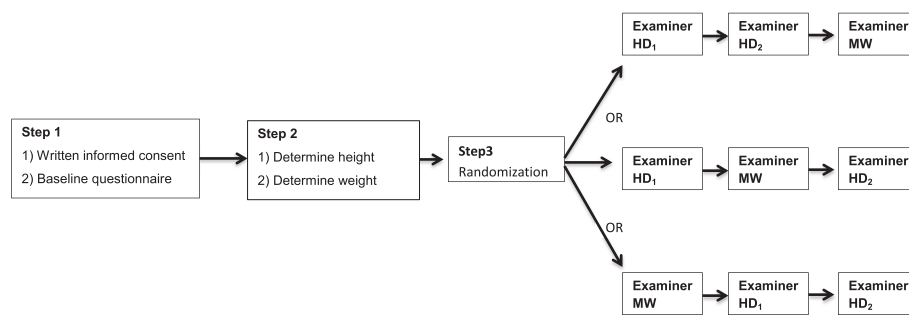 Step 1
1) Written informed consent
2) Baseline questionnaire
Step 2
1) Determine height
2) Determine weight
Step3
Randomization
Examiner
HD₁
Examiner
HD₂
Examiner
MW
OR
Examiner
HD₁
Examiner
MW
Examiner
HD₂
OR
Examiner
MW
Examiner
HD₁
Examiner
HD₂